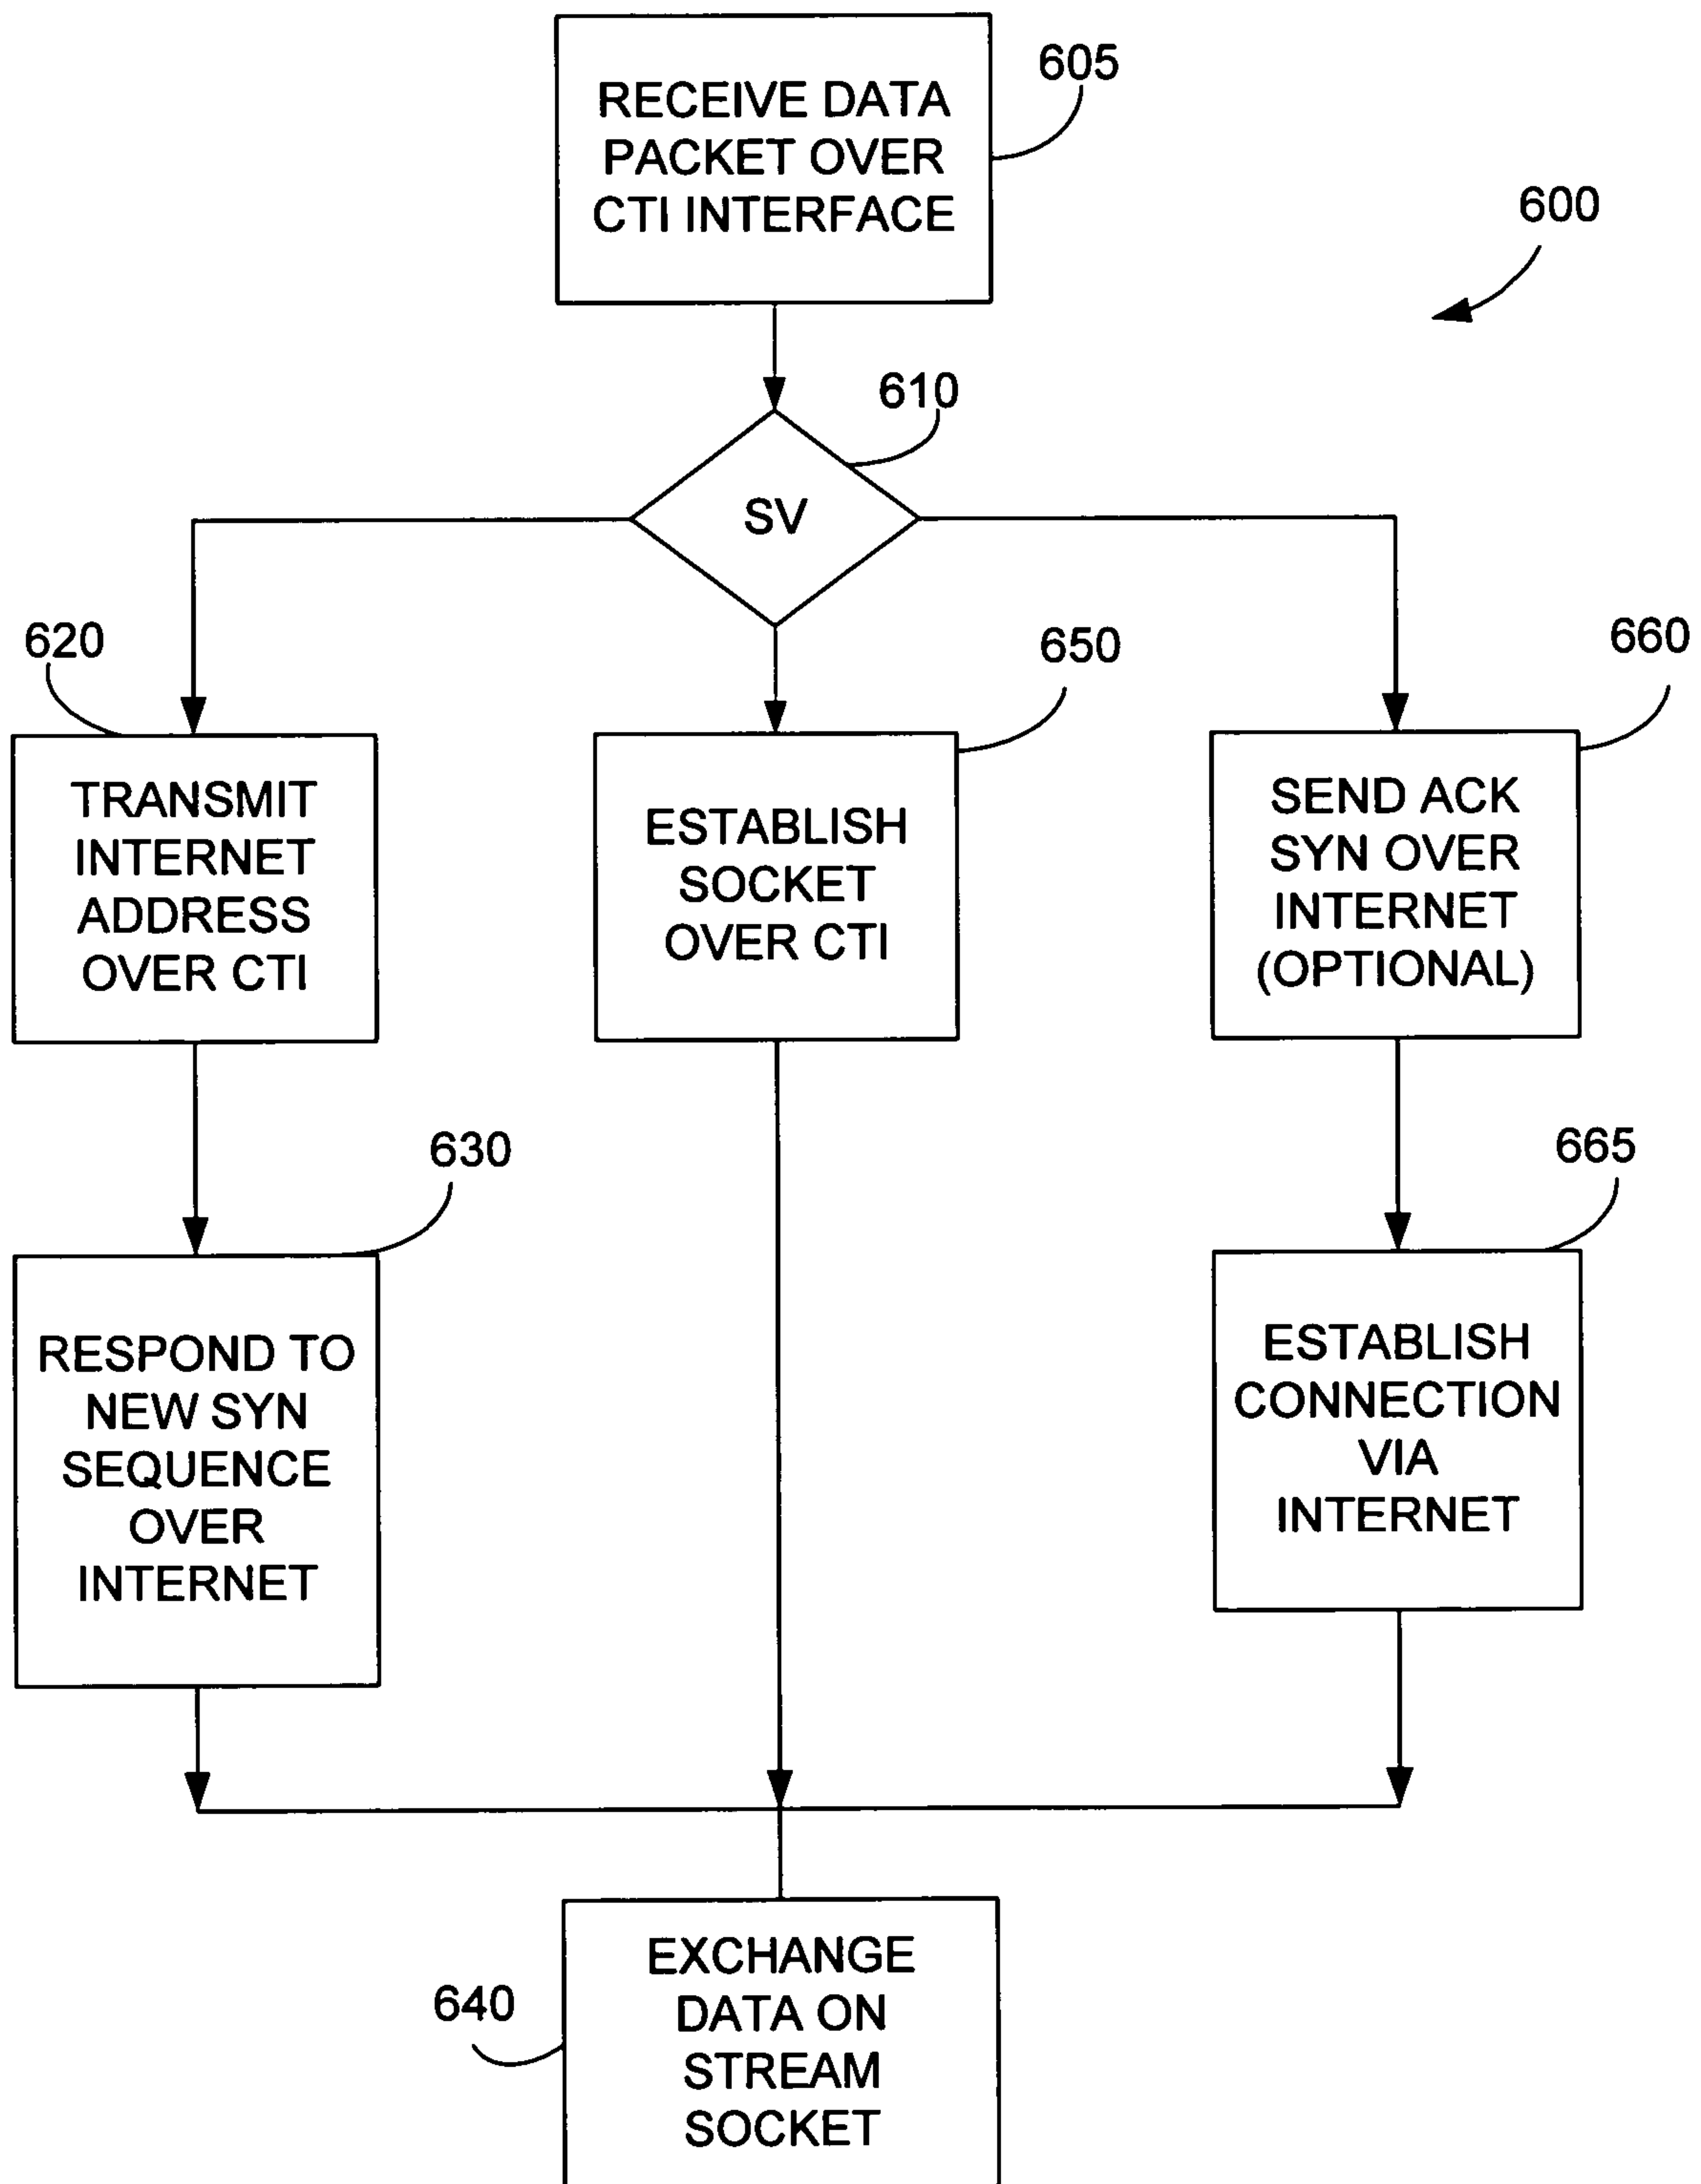 RECEIVE DATA
PACKET OVER
CTI INTERFACE
605
600
610
SV
620
650
660
TRANSMIT
INTERNET
ADDRESS
OVER CTI
ESTABLISH
SOCKET
OVER CTI
SEND ACK
SYN OVER
INTERNET
(OPTIONAL)
630
665
RESPOND TO
NEW SYN
SEQUENCE
OVER
INTERNET
ESTABLISH
CONNECTION
VIA
INTERNET
640
EXCHANGE
DATA ON
STREAM
SOCKET